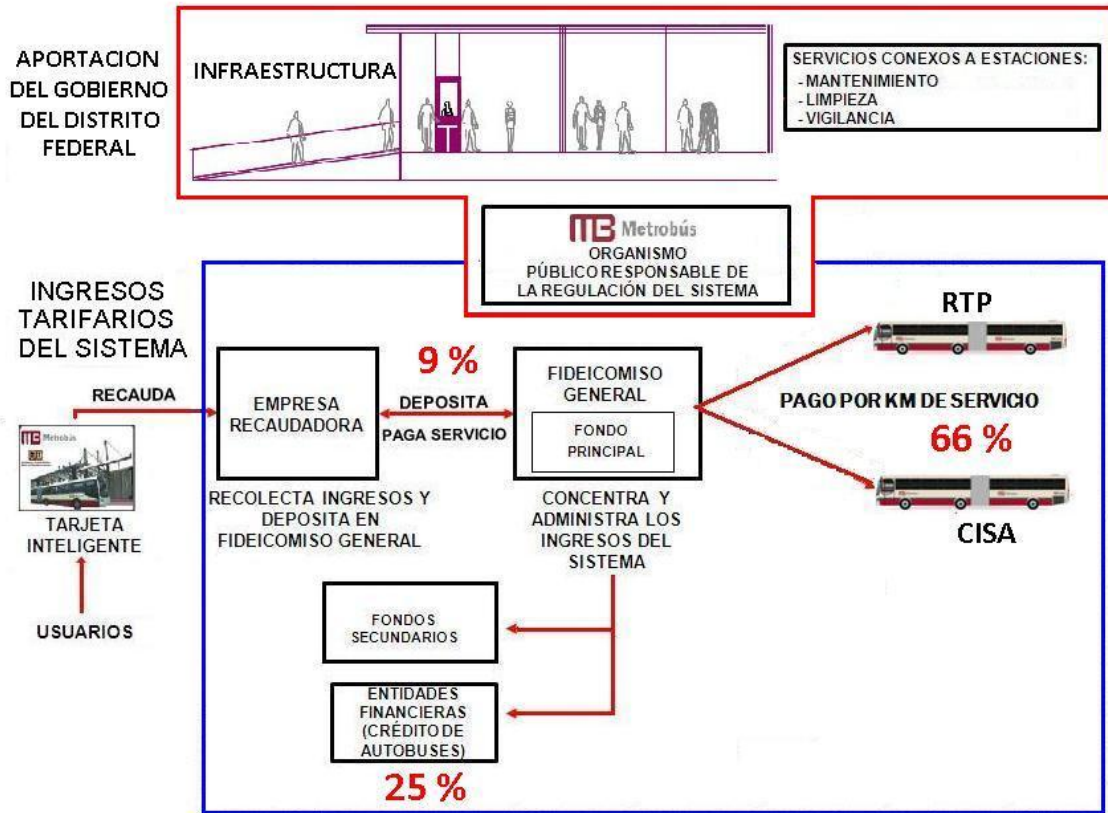 APORTACION
DEL GOBIERNO
DEL DISTRITO
FEDERAL
INFRAESTRUCTURA
SERVICIOS CONEXOS A ESTACIONES:
- MANTENIMIENTO
- LIMPIEZA
- VIGILANCIA
MB Metrobús
ORGANISMO
PÚBLICO RESPONSABLE DE
LA REGULACIÓN DEL SISTEMA
INGRESOS
TARIFARIOS
DEL SISTEMA
RECAUDA
MB Metrobús
TARJETA
INTELIGENTE
USUARIOS
EMPRESA
RECAUDADORA
RECOLECTA INGRESOS Y
DEPOSITA EN
FIDEICOMISO GENERAL
9 %
DEPOSITA
PAGA SERVICIO
FIDEICOMISO
GENERAL
FONDO
PRINCIPAL
CONCENTRA Y
ADMINISTRA LOS
INGRESOS DEL
SISTEMA
RTP
PAGO POR KM DE SERVICIO
66 %
CISA
FONDOS
SECUNDARIOS
ENTIDADES
FINANCIERAS
(CRÉDITO DE
AUTOBUSES)
25 %